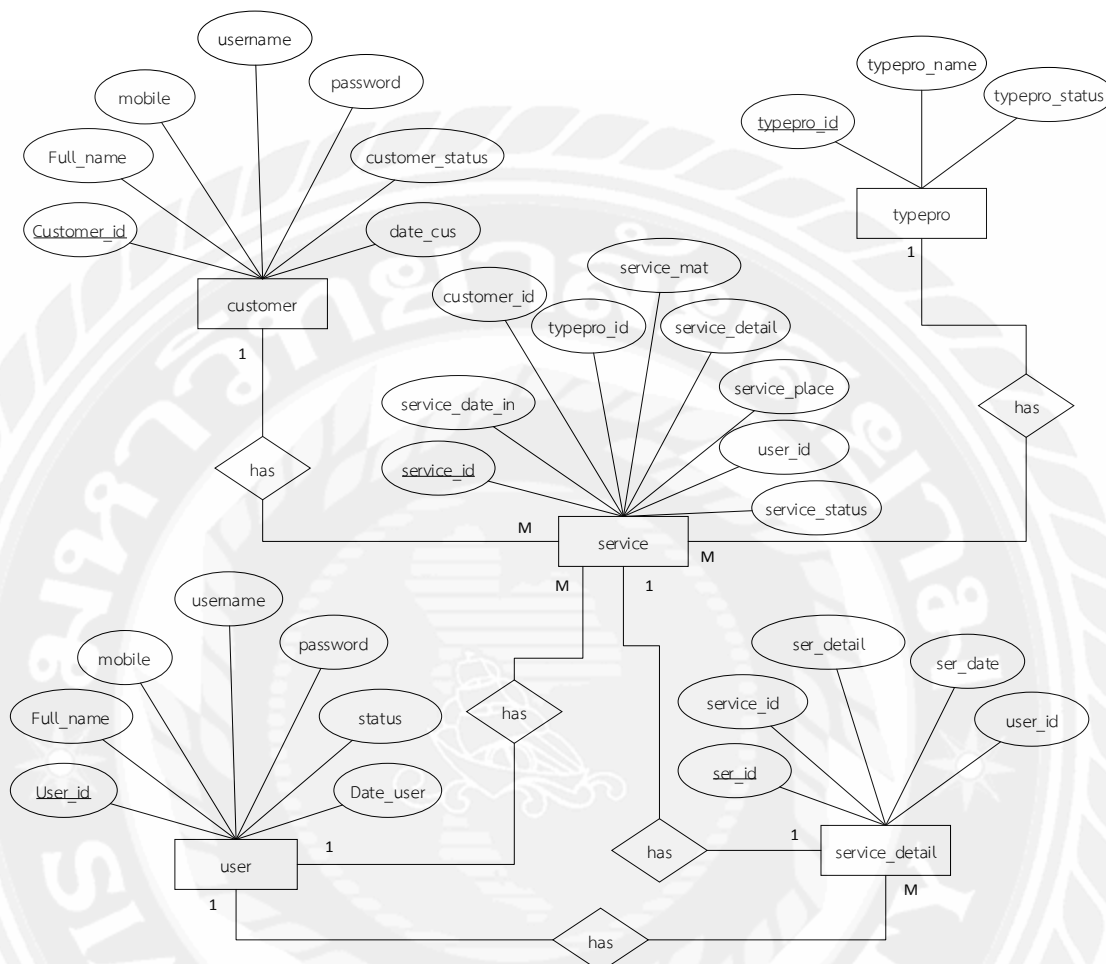 username
typepro_name
password
mobile
typepro_status
typepro_id
Full_name
customer_status
Customer_id
date_cus
typepro
1
service_mat
customer_id
customer
typepro_id
service_detail
1
service_place
service_date_in
has
user_id
has
service_id
service_status
M
service
M
M
1
username
password
ser_detail
mobile
ser_date
service_id
Full_name
status
has
user_id
ser_id
User_id
Date_user
1
1
has
user
service_detail
1
M
has